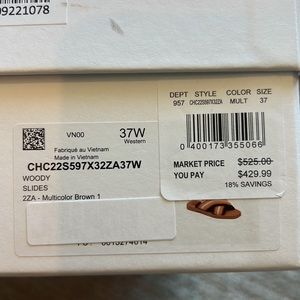 09221078
VN00
37W
Western
Fabriqué au Vietnam
Made in Vietnam
CHC22S597X32ZA37W
WOODY
SLIDES
2ZA - Multicolor Brown 1
DEPT STYLE COLOR SIZE
957 CHC22S597X32ZA MULT 37
0 400173 355066
MARKET PRICE $525.00
YOU PAY $429.99
18% SAVINGS